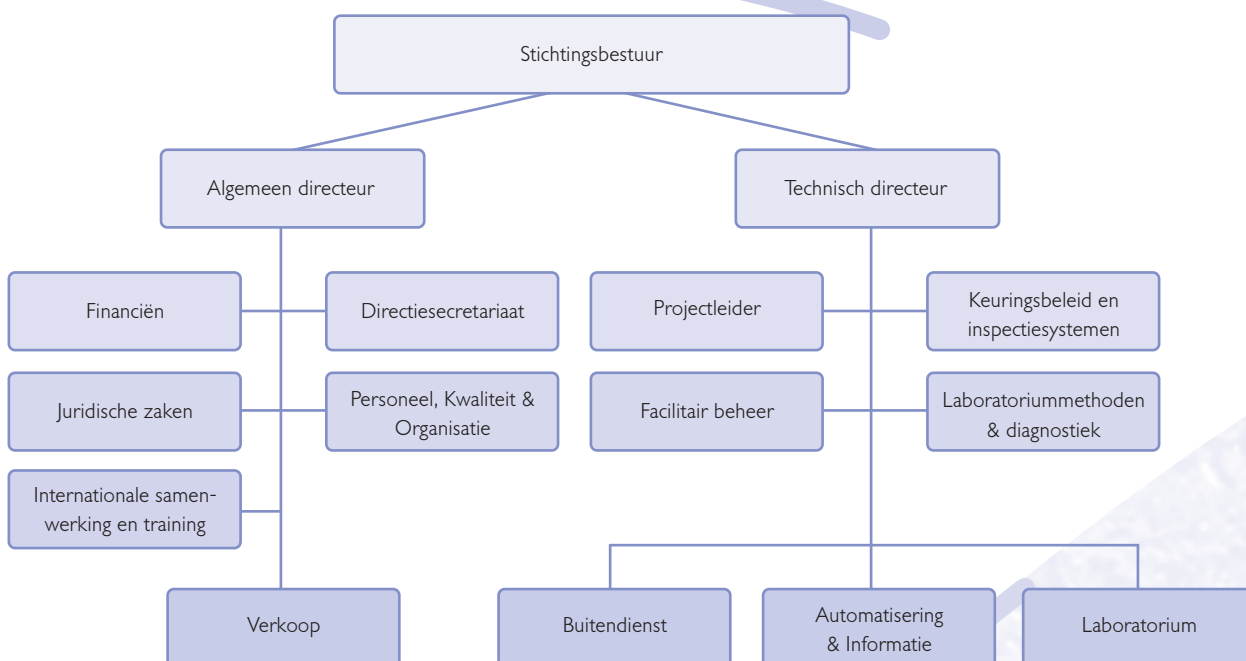 Stichtingsbestuur
Algemeen directeur
Technisch directeur
Financiën
Directiesecretariaat
Projectleider
Keuringsbeleid en
inspectiesystemen
Juridische zaken
Personeel, Kwaliteit &
Organisatie
Facilitair beheer
Laboratoriummethoden
& diagnostiek
Internationale samen-
werking en training
Verkoop
Buitendienst
Automatisering
& Informatie
Laboratorium